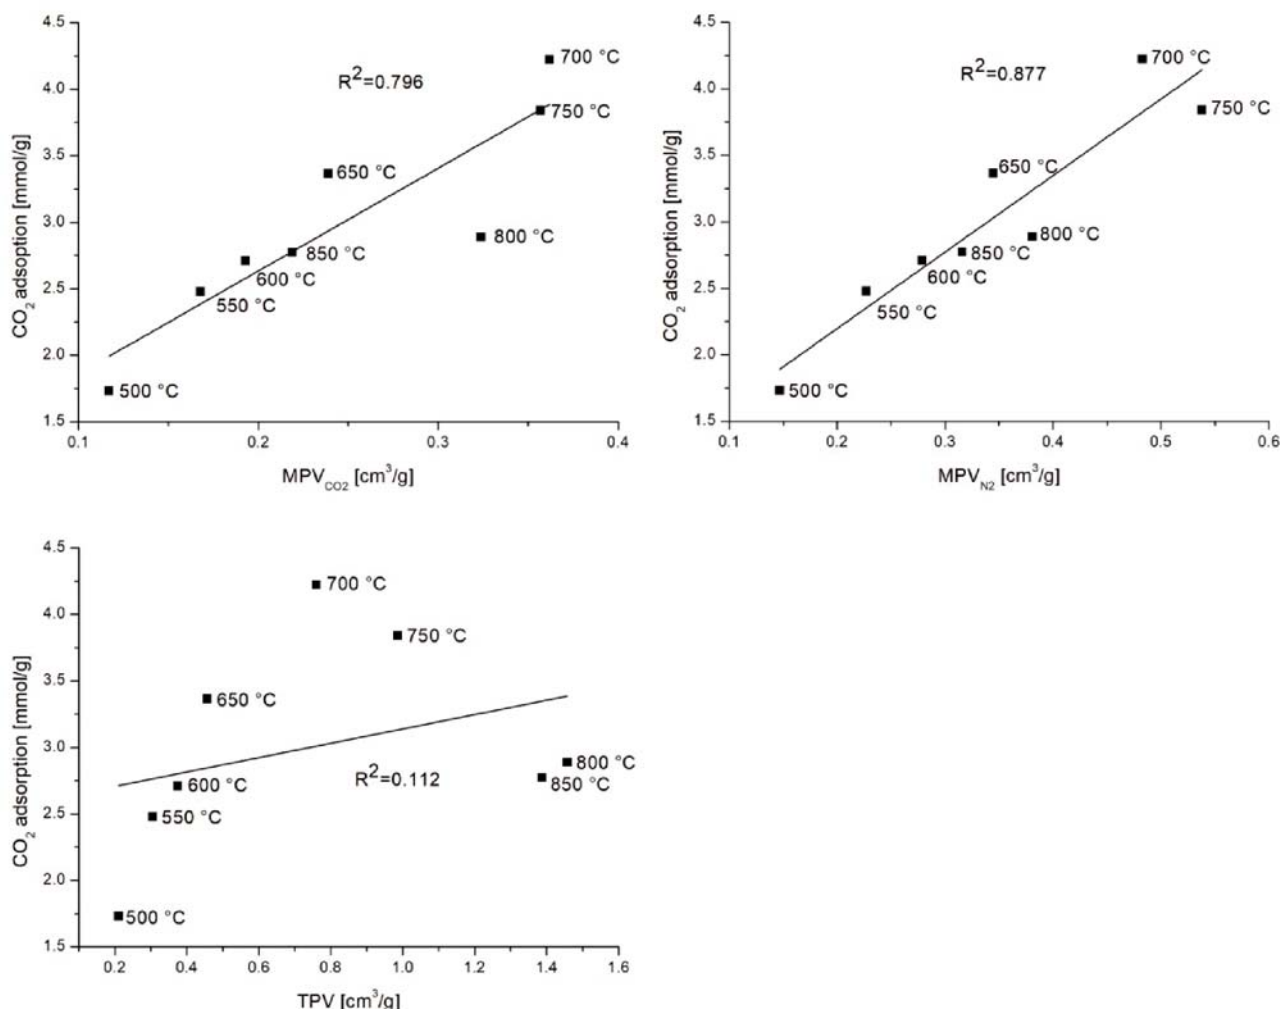 4.5
4.0
3.5
3.0
2.5
2.0
1.5
CO₂ adsoption [mmol/g]
R²=0.796
700 °C
750 °C
650 °C
800 °C
850 °C
600 °C
550 °C
500 °C
0.1 0.2 0.3 0.4
MPV_CO2 [cm³/g]
4.5
4.0
3.5
3.0
2.5
2.0
1.5
CO₂ adsorption [mmol/g]
R²=0.877
700 °C
750 °C
650 °C
800 °C
850 °C
600 °C
550 °C
500 °C
0.1 0.2 0.3 0.4 0.5 0.6
MPV_N2 [cm³/g]
4.5
4.0
3.5
3.0
2.5
2.0
1.5
CO₂ adsorption [mmol/g]
700 °C
750 °C
650 °C
R²=0.112
800 °C
850 °C
600 °C
550 °C
500 °C
0.2 0.4 0.6 0.8 1.0 1.2 1.4 1.6
TPV [cm³/g]